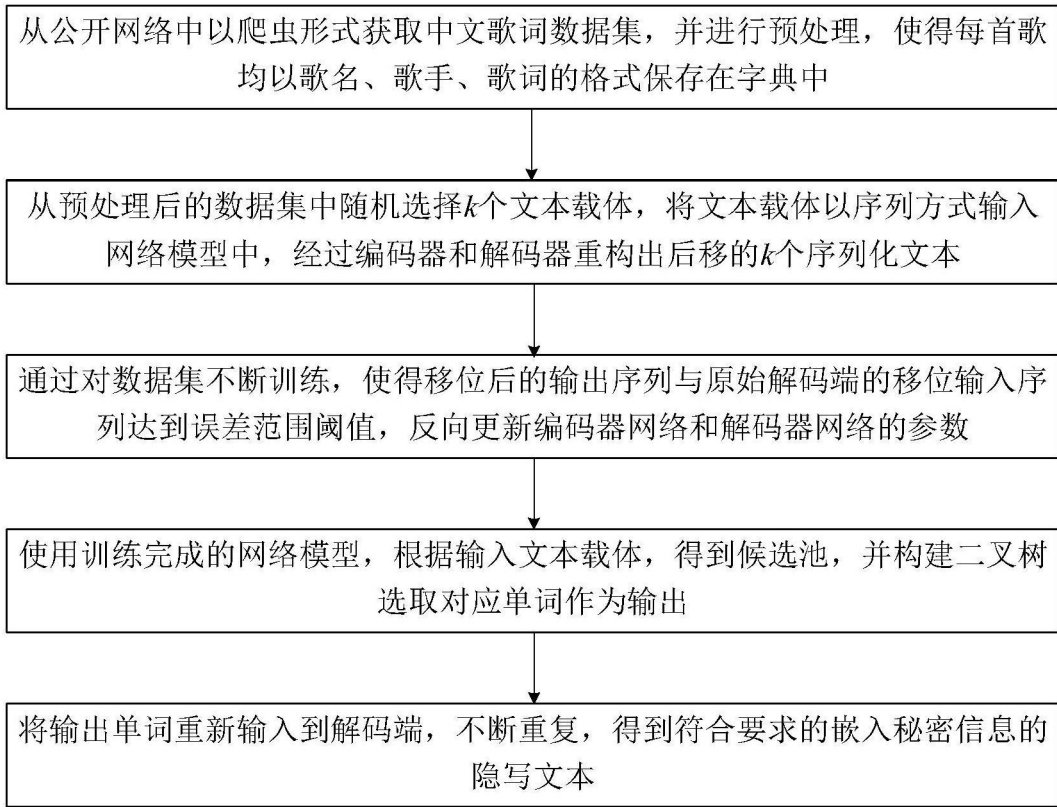 从公开网络中以爬虫形式获取中文歌词数据集，并进行预处理，使得每首歌
均以歌名、歌手、歌词的格式保存在字典中
从预处理后的数据集中随机选择k个文本载体，将文本载体以序列方式输入
网络模型中，经过编码器和解码器重构出后移的k个序列化文本
通过对数据集不断训练，使得移位后的输出序列与原始解码端的移位输入序
列达到误差范围阈值，反向更新编码器网络和解码器网络的参数
使用训练完成的网络模型，根据输入文本载体，得到候选池，并构建二叉树
选取对应单词作为输出
将输出单词重新输入到解码端，不断重复，得到符合要求的嵌入秘密信息的
隐写文本